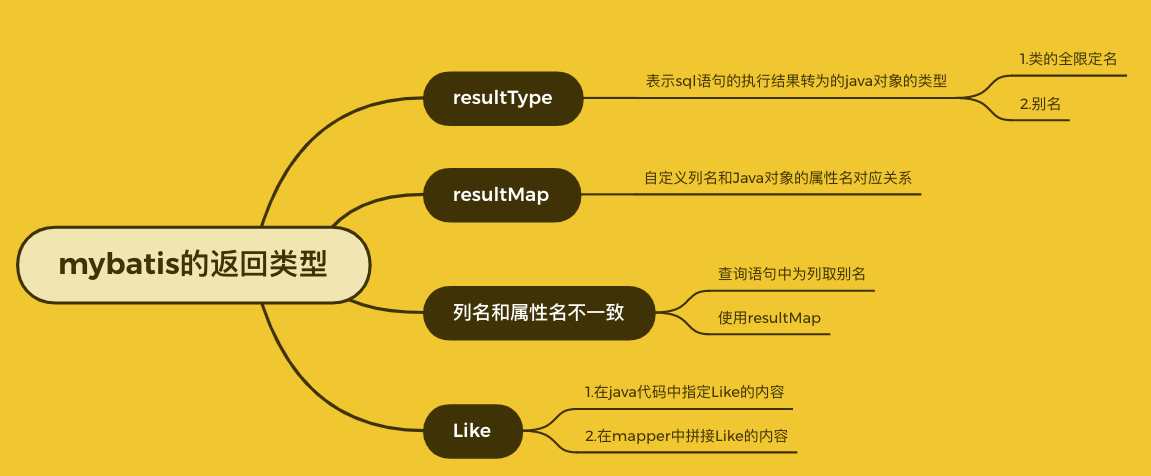 mybatis的返回类型
resultType
表示sql语句的执行结果转为的java对象的类型
1.类的全限定名
2.别名
resultMap
自定义列名和Java对象的属性名对应关系
列名和属性名不一致
查询语句中为列取别名
使用resultMap
Like
1.在java代码中指定Like的内容
2.在mapper中拼接Like的内容